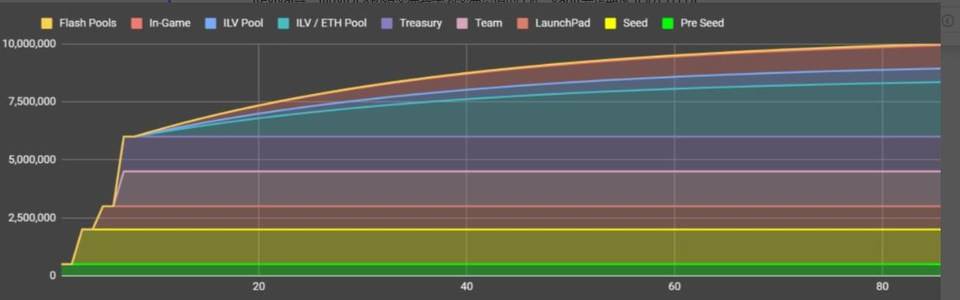 Flash Pools In-Game ILV Pool ILV / ETH Pool Treasury Team LaunchPad Seed Pre Seed
10,000,000
7,500,000
5,000,000
2,500,000
0
20 40 60 80